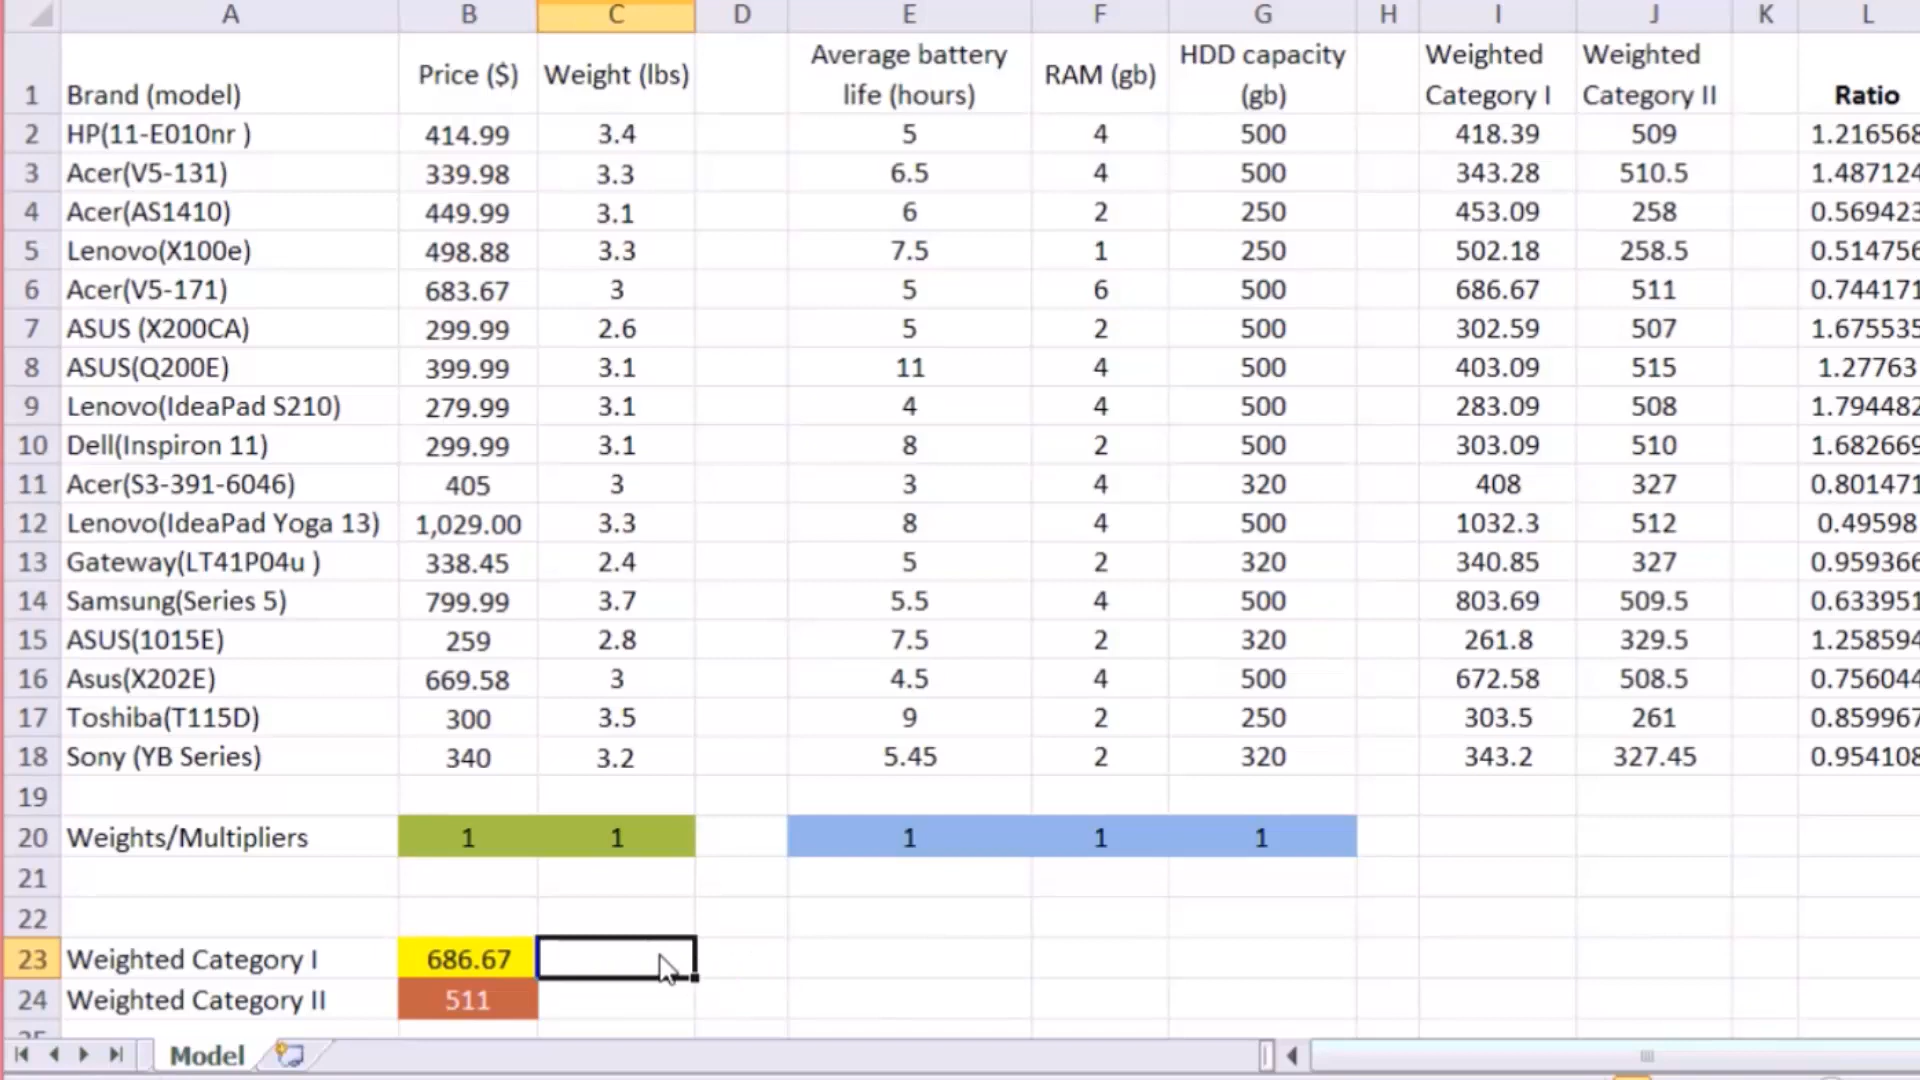 A B C D E F G H I J K L
1 Brand (model) Price ($) Weight (lbs) Average battery life (hours) RAM (gb) HDD capacity (gb) Weighted Category I Weighted Category II Ratio
2 HP(11-E010nr ) 414.99 3.4 5 4 500 418.39 509 1.216568
3 Acer(V5-131) 339.98 3.3 6.5 4 500 343.28 510.5 1.487124
4 Acer(AS1410) 449.99 3.1 6 2 250 453.09 258 0.569423
5 Lenovo(X100e) 498.88 3.3 7.5 1 250 502.18 258.5 0.514756
6 Acer(V5-171) 683.67 3 5 6 500 686.67 511 0.744171
7 ASUS (X200CA) 299.99 2.6 5 2 500 302.59 507 1.675535
8 ASUS(Q200E) 399.99 3.1 11 4 500 403.09 515 1.27763
9 Lenovo(IdeaPad S210) 279.99 3.1 4 4 500 283.09 508 1.794482
10 Dell(Inspiron 11) 299.99 3.1 8 2 500 303.09 510 1.682669
11 Acer(S3-391-6046) 405 3 3 4 320 408 327 0.801471
12 Lenovo(IdeaPad Yoga 13) 1,029.00 3.3 8 4 500 1032.3 512 0.49598
13 Gateway(LT41P04u ) 338.45 2.4 5 2 320 340.85 327 0.959366
14 Samsung(Series 5) 799.99 3.7 5.5 4 500 803.69 509.5 0.633951
15 ASUS(1015E) 259 2.8 7.5 2 320 261.8 329.5 1.258594
16 Asus(X202E) 669.58 3 4.5 4 500 672.58 508.5 0.756044
17 Toshiba(T115D) 300 3.5 9 2 250 303.5 261 0.859967
18 Sony (YB Series) 340 3.2 5.45 2 320 343.2 327.45 0.954108
19
20 Weights/Multipliers 1 1 1 1 1
21
22
23 Weighted Category I 686.67
24 Weighted Category II 511
Model